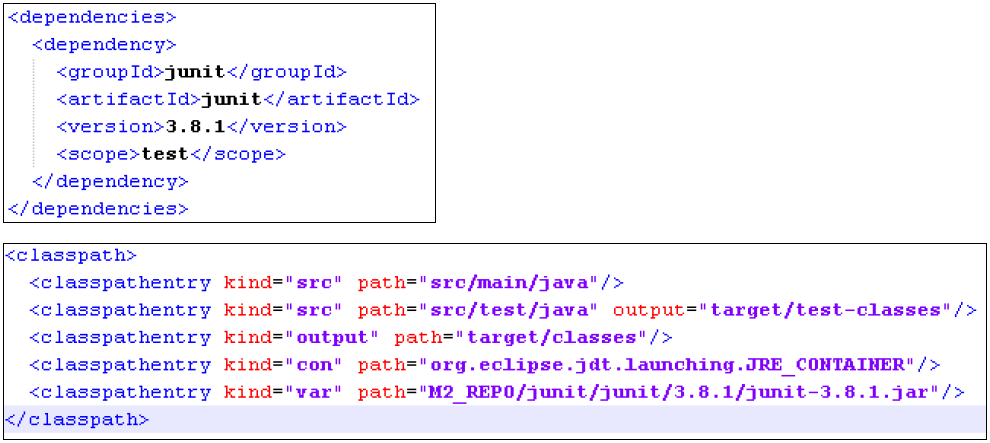 <dependencies>
<dependency>
<groupId>junit</groupId>
<artifactId>junit</artifactId>
<version>3.8.1</version>
<scope>test</scope>
</dependency>
</dependencies>
<classpath>
<classpathentry kind="src" path="src/main/java"/>
<classpathentry kind="src" path="src/test/java" output="target/test-classes"/>
<classpathentry kind="output" path="target/classes"/>
<classpathentry kind="con" path="org.eclipse.jdt.launching.JRE_CONTAINER"/>
<classpathentry kind="var" path="M2_REPO/junit/junit/3.8.1/junit-3.8.1.jar"/>
</classpath>